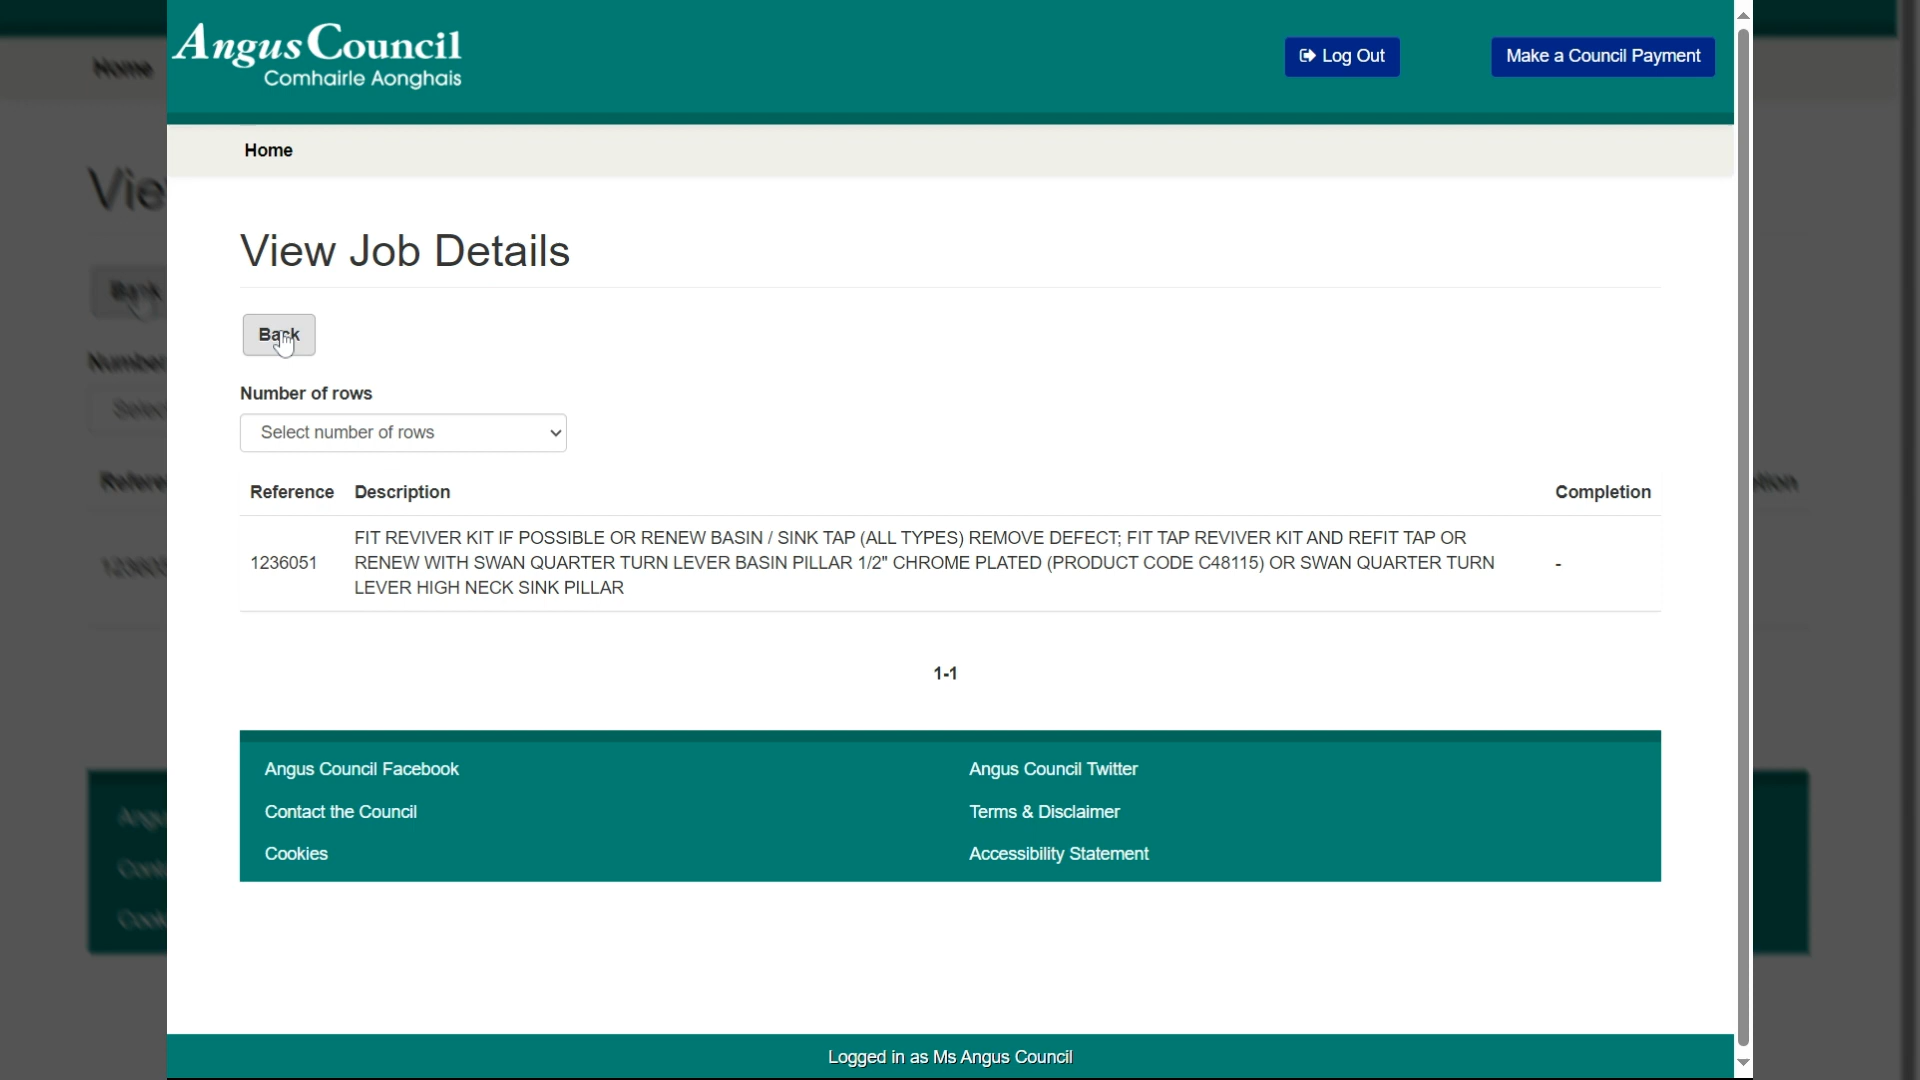 Angus Council
Comhairle Aonghais
Log Out
Make a Council Payment
Home
View Job Details
Back
Number of rows
Select number of rows
Reference Description Completion
FIT REVIVER KIT IF POSSIBLE OR RENEW BASIN / SINK TAP (ALL TYPES) REMOVE DEFECT; FIT TAP REVIVER KIT AND REFIT TAP OR
1236051 RENEW WITH SWAN QUARTER TURN LEVER BASIN PILLAR 1/2" CHROME PLATED (PRODUCT CODE C48115) OR SWAN QUARTER TURN -
LEVER HIGH NECK SINK PILLAR
1-1
Angus Council Facebook
Angus Council Twitter
Contact the Council
Terms & Disclaimer
Cookies
Accessibility Statement
Logged in as Ms Angus Council